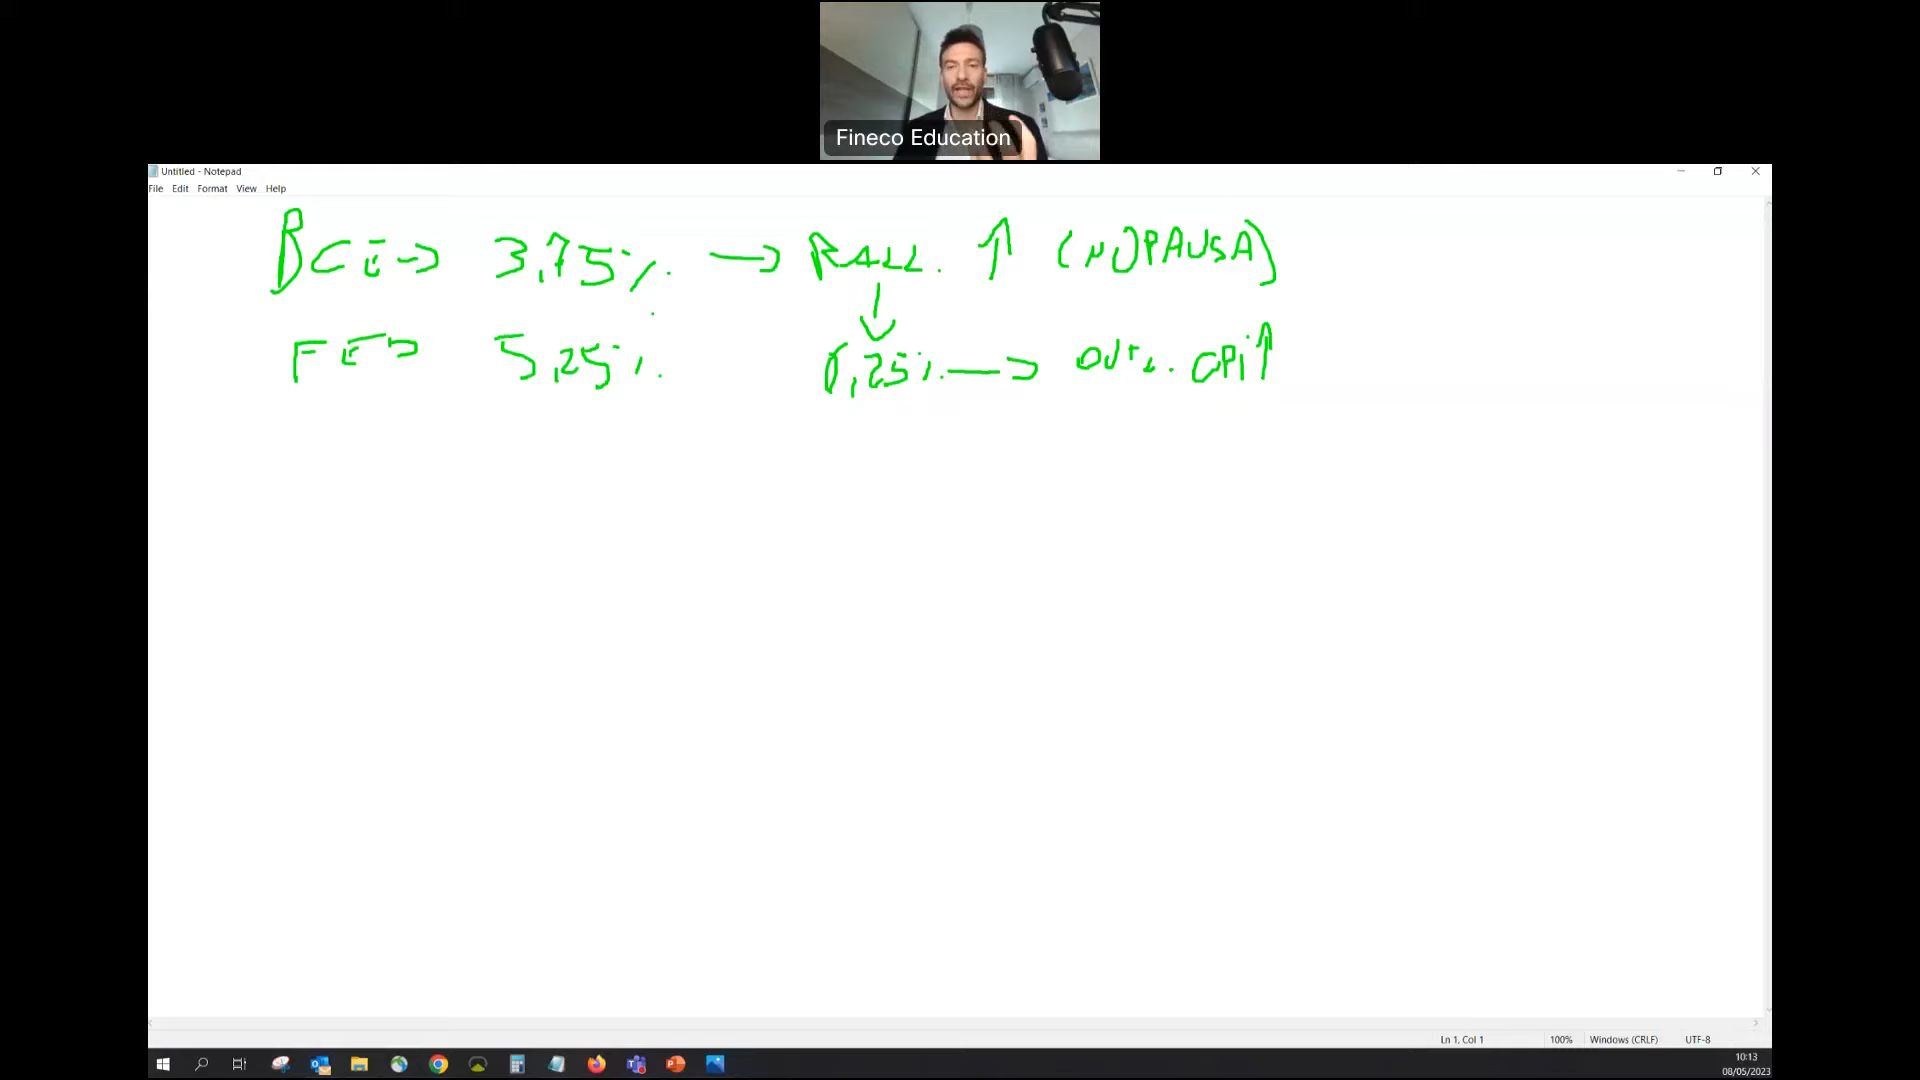 Fineco Education
Untitled - Notepad
File Edit Format View Help
BCE → 3,75% → RALL. ↑ (NO PAUSA)
↓
FED 5,25% 0,25% → OUTL. CPI ↑
Ln 1, Col 1 100% Windows (CRLF) UTF-8
10:13
08/05/2023